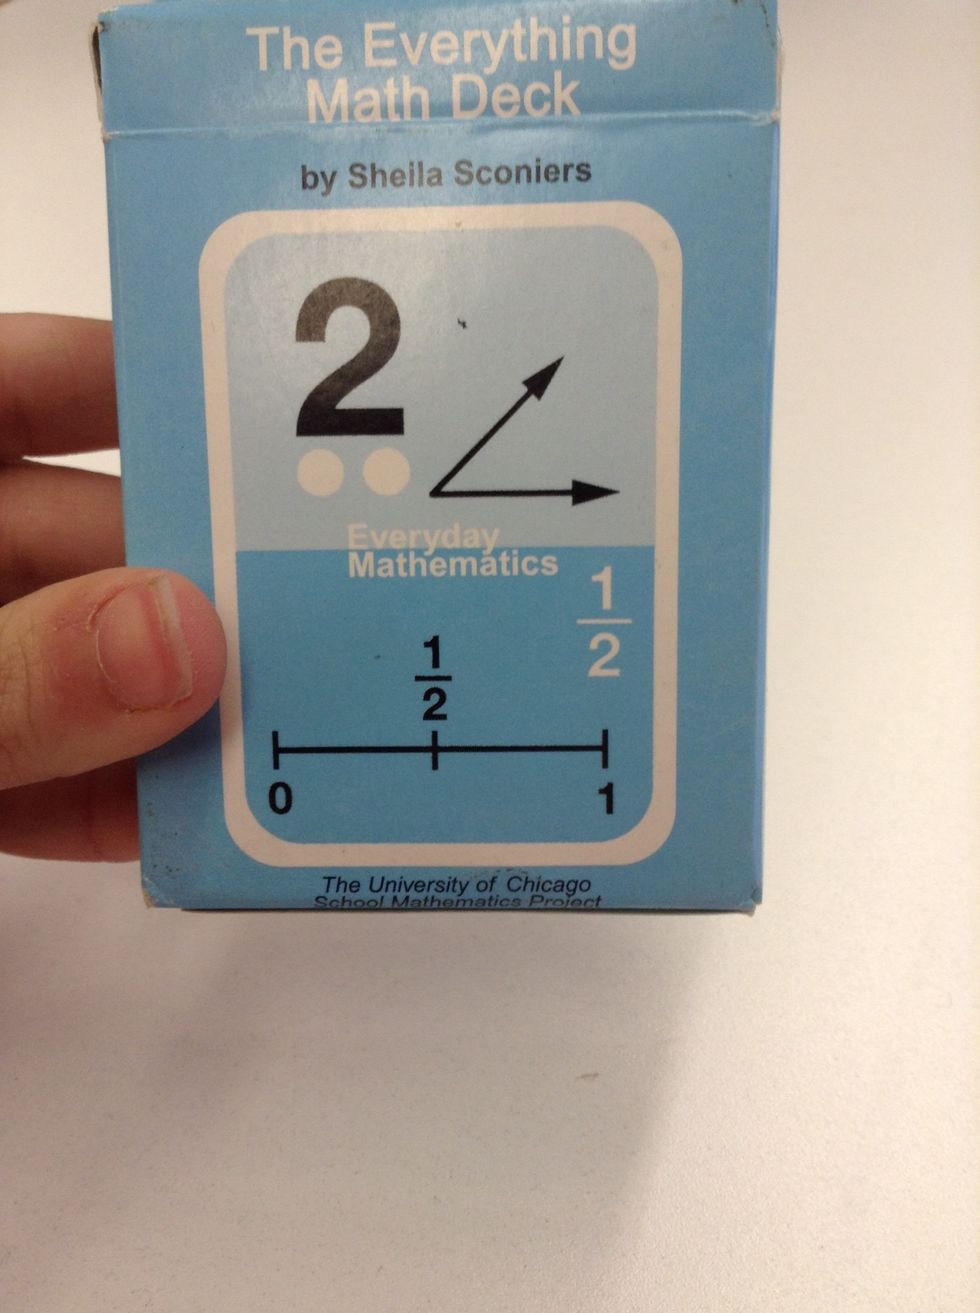 The Everything
Math Deck
by Sheila Sconiers
2
Everyday
Mathematics
1
2
1
2
0 1
The University of Chicago
School Mathematics Project